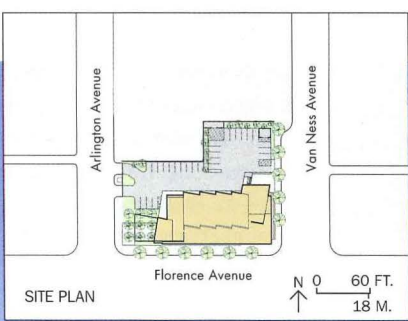 Arlington Avenue
Van Ness Avenue
Florence Avenue
SITE PLAN
N 0 60 FT.
18 M.